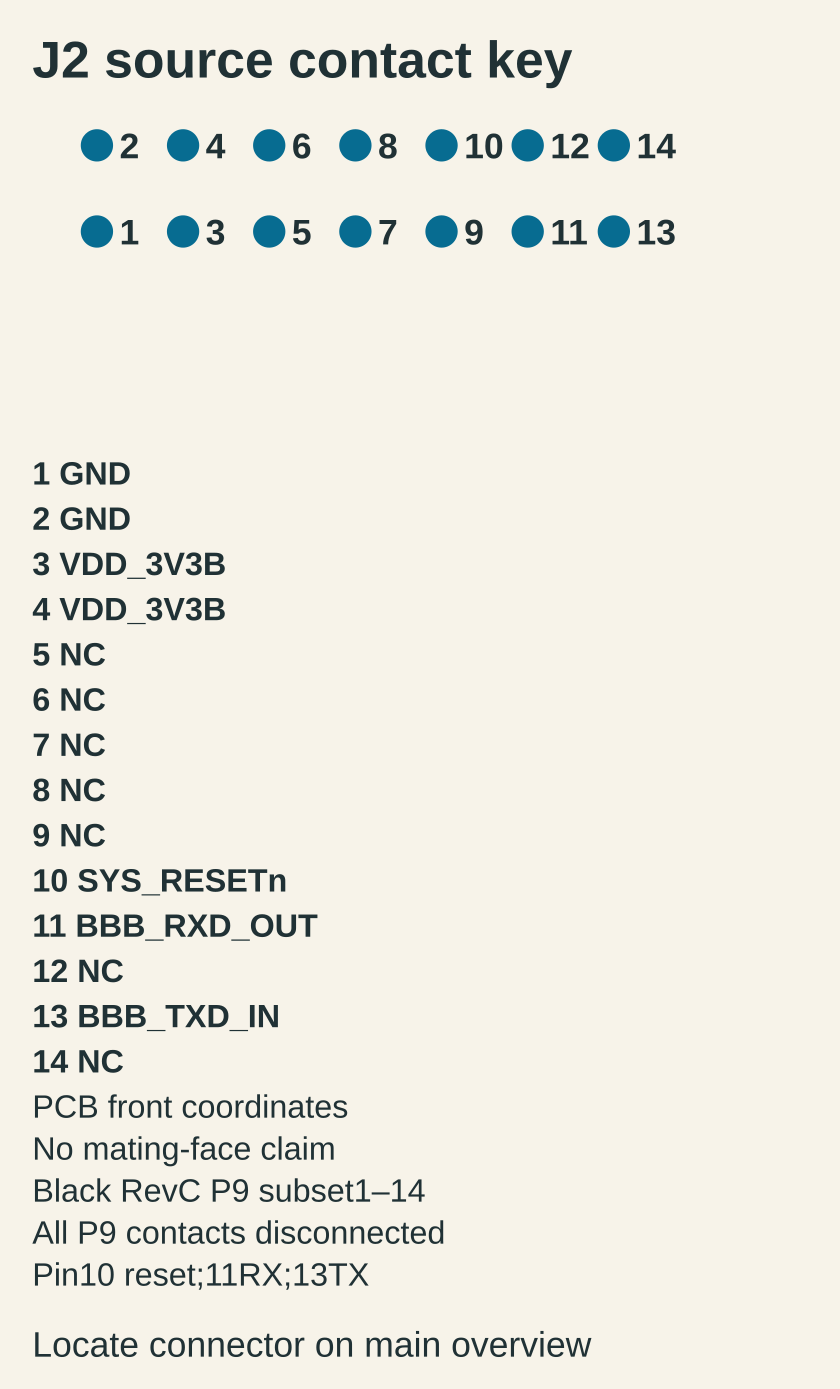 J2 source contact key
2 4 6 8 10 12 14
1 3 5 7 9 11 13
1 GND
2 GND
3 VDD_3V3B
4 VDD_3V3B
5 NC
6 NC
7 NC
8 NC
9 NC
10 SYS_RESETn
11 BBB_RXD_OUT
12 NC
13 BBB_TXD_IN
14 NC
PCB front coordinates
No mating-face claim
Black RevC P9 subset1–14
All P9 contacts disconnected
Pin10 reset;11RX;13TX
Locate connector on main overview